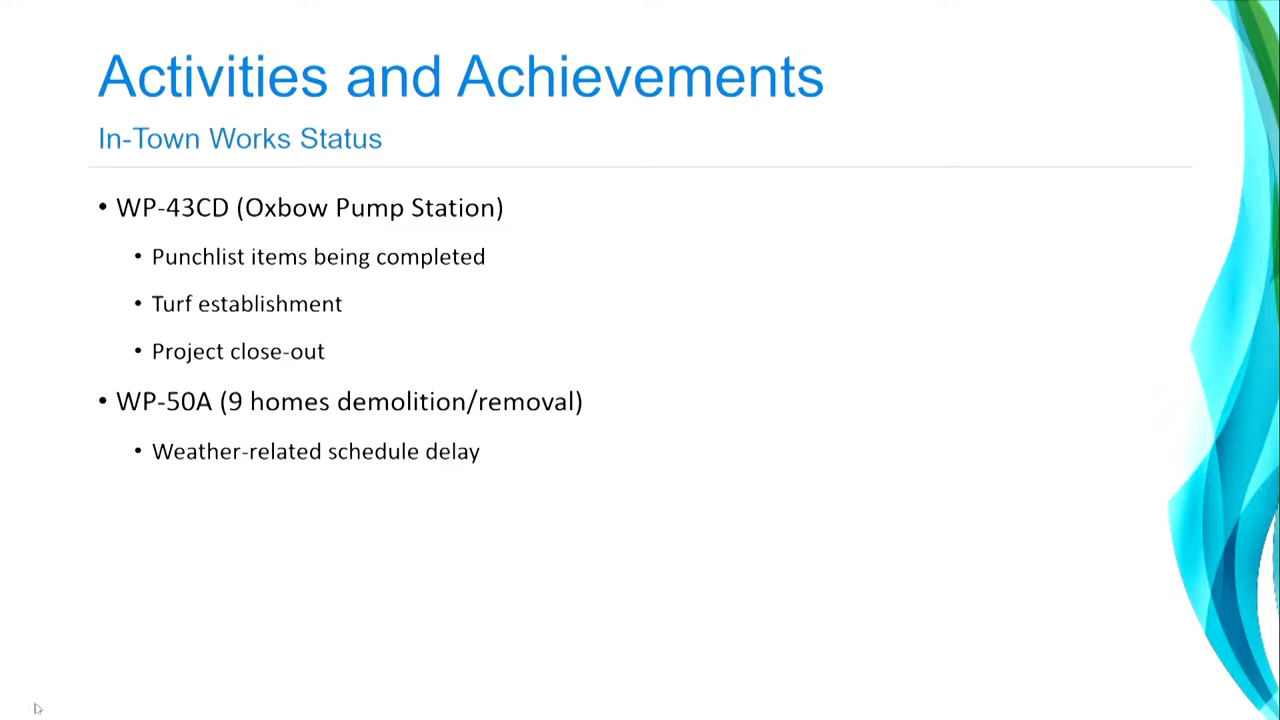 Activities and Achievements
In-Town Works Status
• WP-43CD (Oxbow Pump Station)
• Punchlist items being completed
• Turf establishment
• Project close-out
• WP-50A (9 homes demolition/removal)
• Weather-related schedule delay